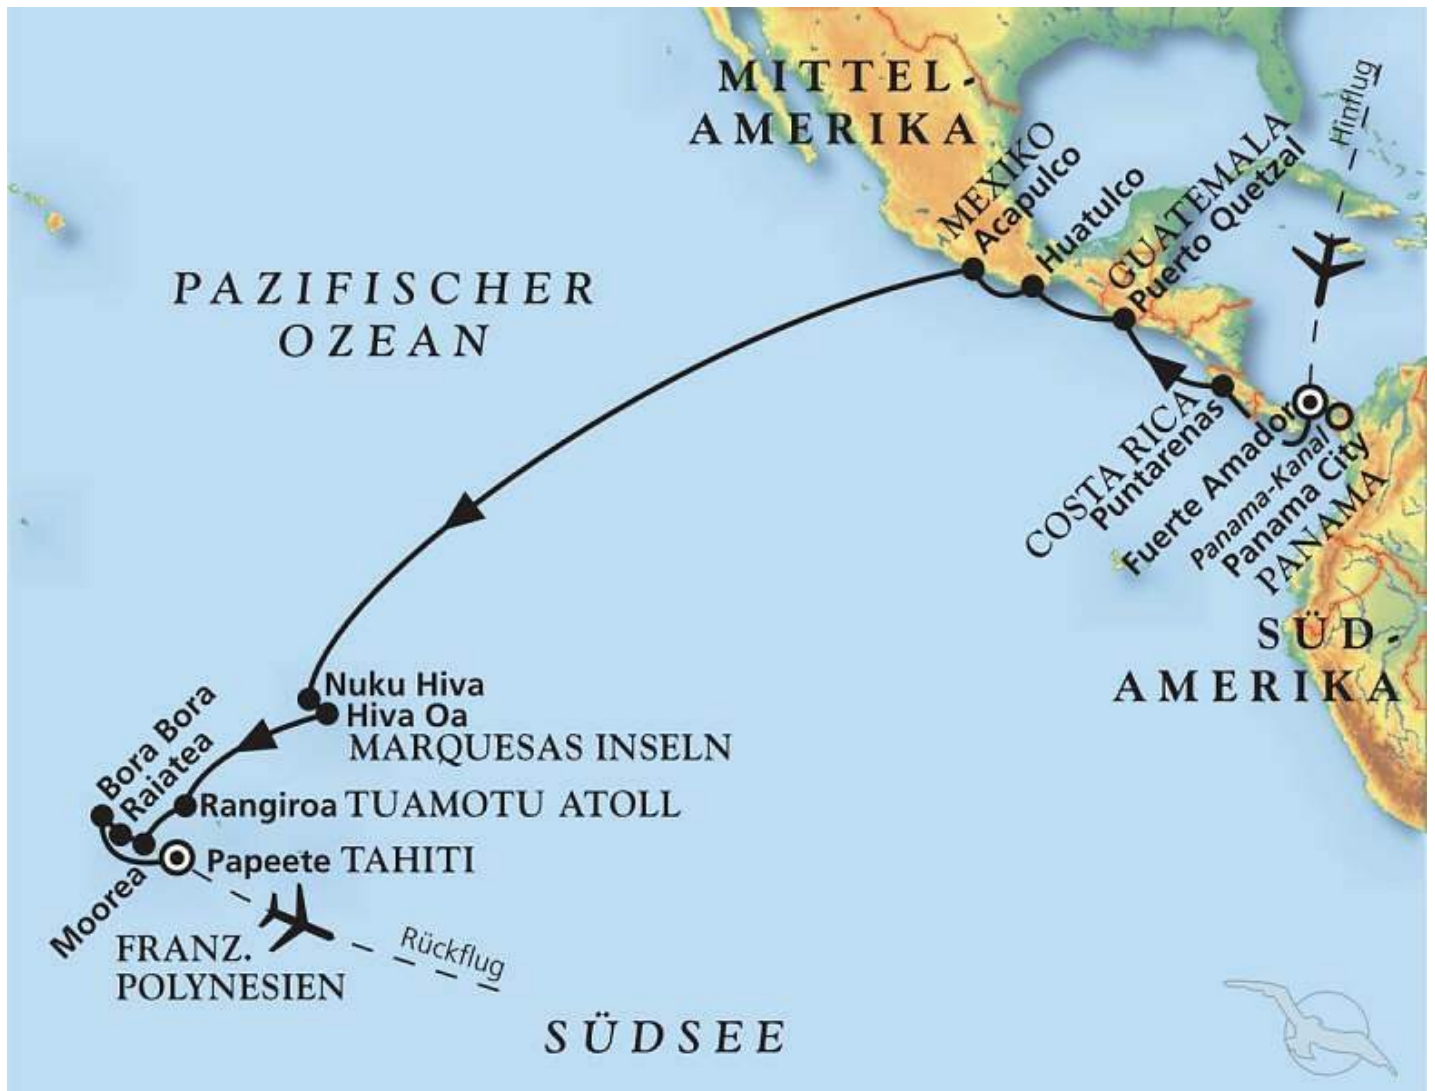 MITTEL-
AMERIKA
Hinflug
MEXIKO
Acapulco
Huatulco
GUATEMALA
Puerto Quetzal
PAZIFISCHER
OZEAN
COSTA RICA
Puntarenas
Fuerte Amador
Panama-Kanal
Panama City
PANAMA
SÜD-
AMERIKA
Nuku Hiva
Hiva Oa
MARQUESAS INSELN
Bora Bora
Raiatea
Rangiroa TUAMOTU ATOLL
Papeete TAHITI
Moorea
FRANZ.
POLYNESIEN
Rückflug
SÜDSEE